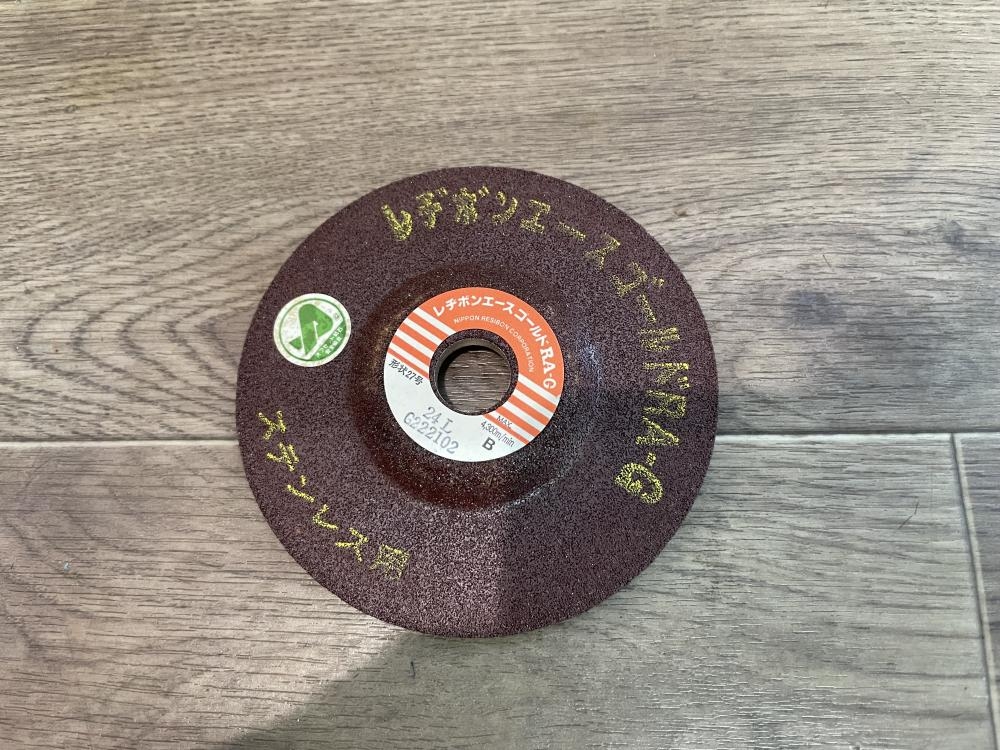 レヂボンエース ゴールドRA-G
レヂボンエースゴールドRA-G
NIPPON RESIBON CORPORATION
形状27号
24 L
G222102
MAX.
4,300m/min
B
ステンレス用